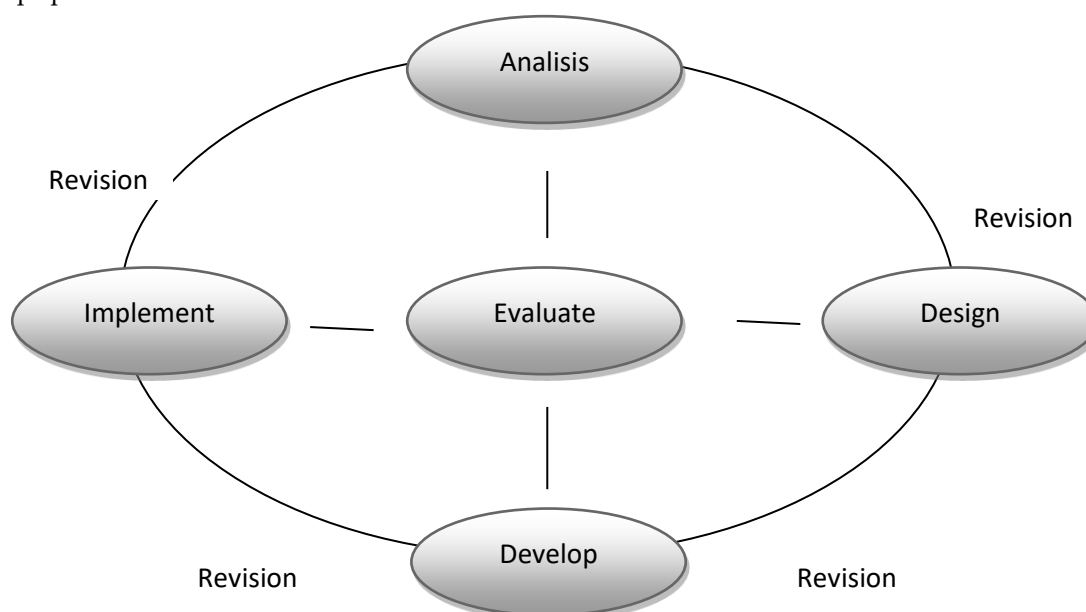 Analisis
Revision
Revision
Implement
Evaluate
Design
Develop
Revision
Revision